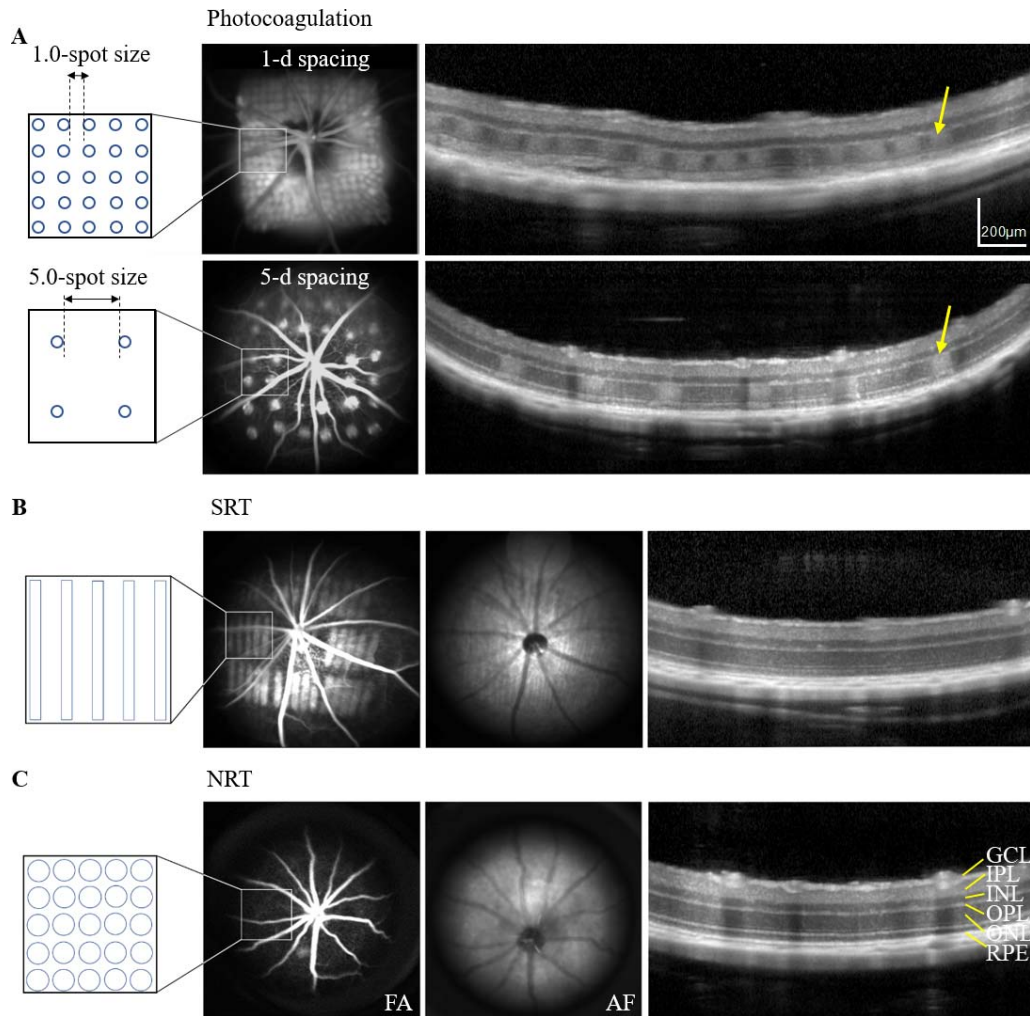 Photocoagulation
A
1.0-spot size
1-d spacing
200µm
5.0-spot size
5-d spacing
B
SRT
C
NRT
GCL
IPL
INL
OPL
ONL
RPE
FA
AF